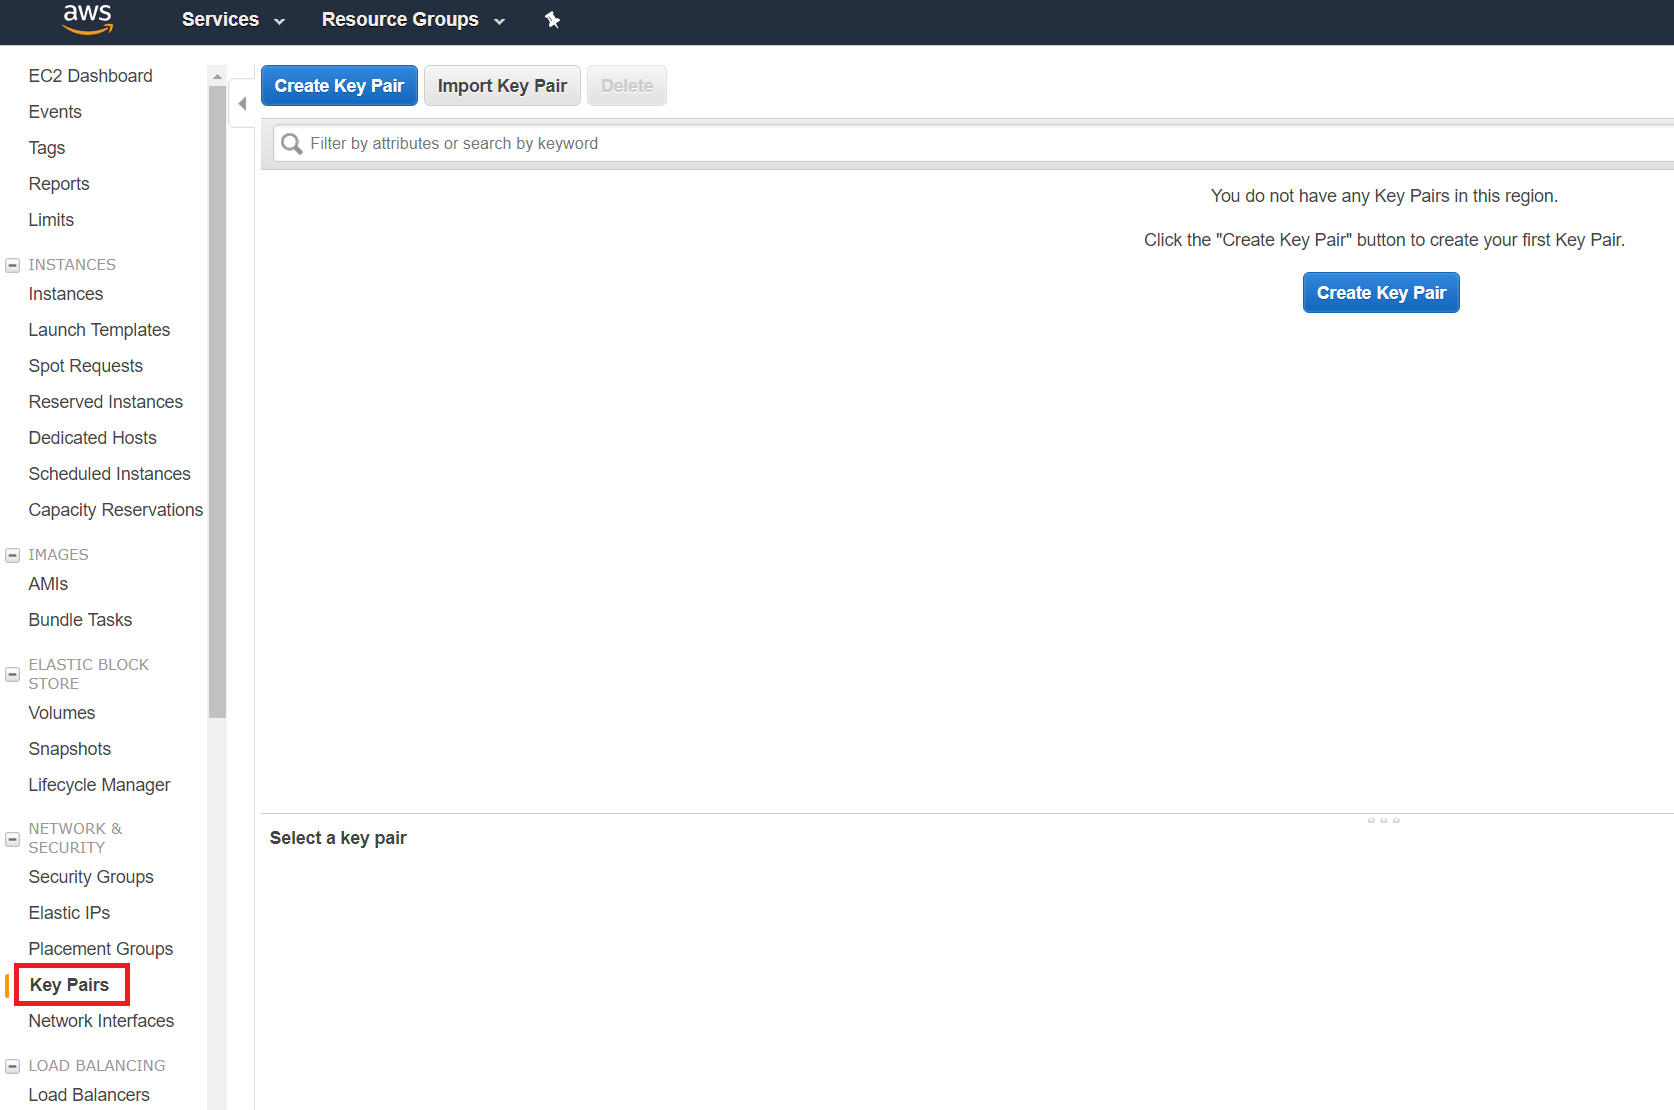 aws
Services
Resource Groups
EC2 Dashboard
Events
Tags
Reports
Limits
INSTANCES
Instances
Launch Templates
Spot Requests
Reserved Instances
Dedicated Hosts
Scheduled Instances
Capacity Reservations
IMAGES
AMIs
Bundle Tasks
ELASTIC BLOCK
STORE
Volumes
Snapshots
Lifecycle Manager
NETWORK &
SECURITY
Security Groups
Elastic IPs
Placement Groups
Key Pairs
Network Interfaces
LOAD BALANCING
Load Balancers
Create Key Pair
Import Key Pair
Delete
Filter by attributes or search by keyword
You do not have any Key Pairs in this region.
Click the "Create Key Pair" button to create your first Key Pair.
Create Key Pair
Select a key pair